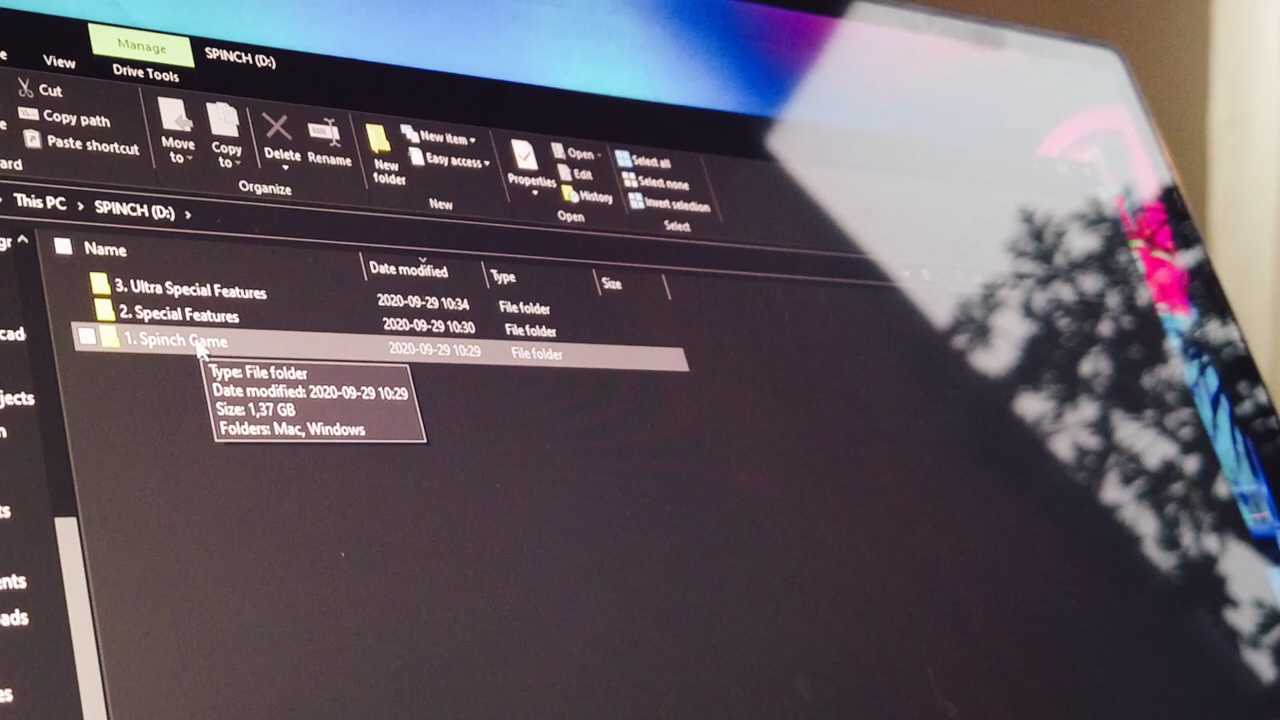 Manage
SPINCH (D:)
View
Drive Tools
Cut
Copy path
Paste shortcut
Move to
Copy to
Delete
Rename
Organize
New folder
New item
Easy access
New
Properties
Open
Edit
History
Open
Select all
Select none
Invert selection
Select
This PC > SPINCH (D:) >
Name
Date modified
Type
Size
3. Ultra Special Features
2020-09-29 10:34
File folder
2. Special Features
2020-09-29 10:30
File folder
1. Spinch Game
2020-09-29 10:29
File folder
Type: File folder
Date modified: 2020-09-29 10:29
Size: 1,37 GB
Folders: Mac, Windows